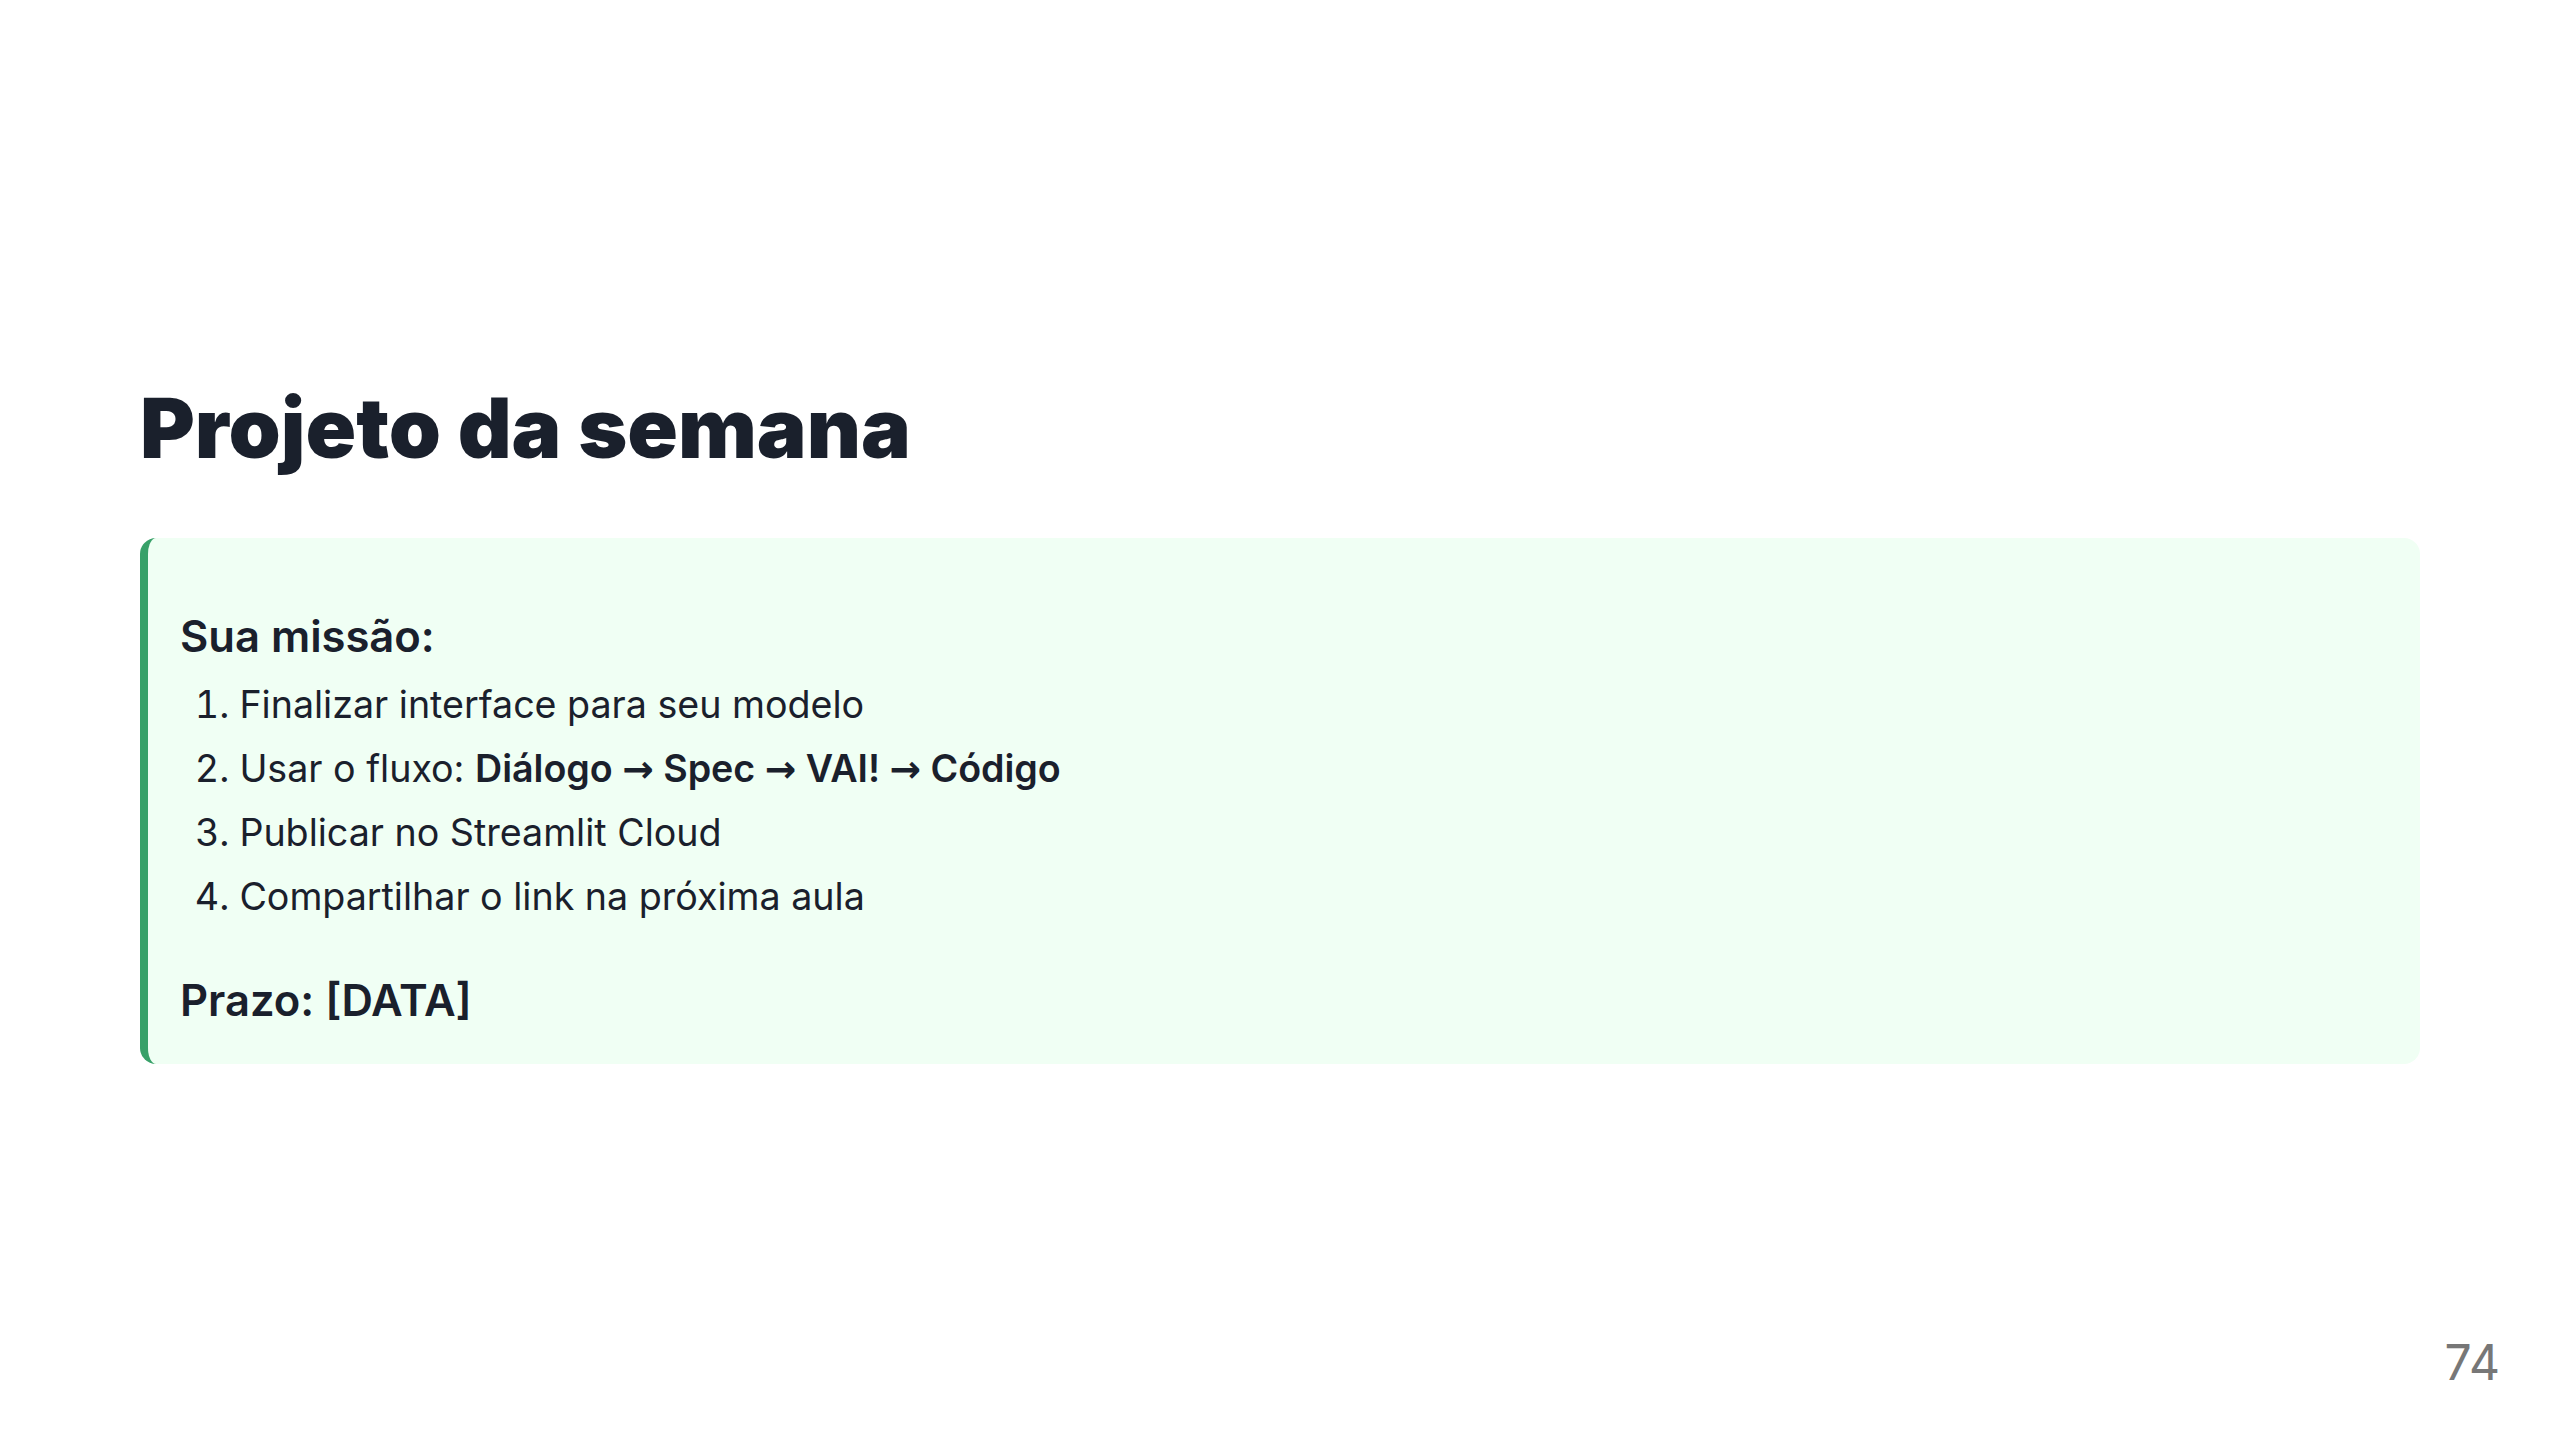 Projeto da semana
Sua missão:
1. Finalizar interface para seu modelo
2. Usar o fluxo: Diálogo → Spec → VAI! → Código
3. Publicar no Streamlit Cloud
4. Compartilhar o link na próxima aula
Prazo: [DATA]
74